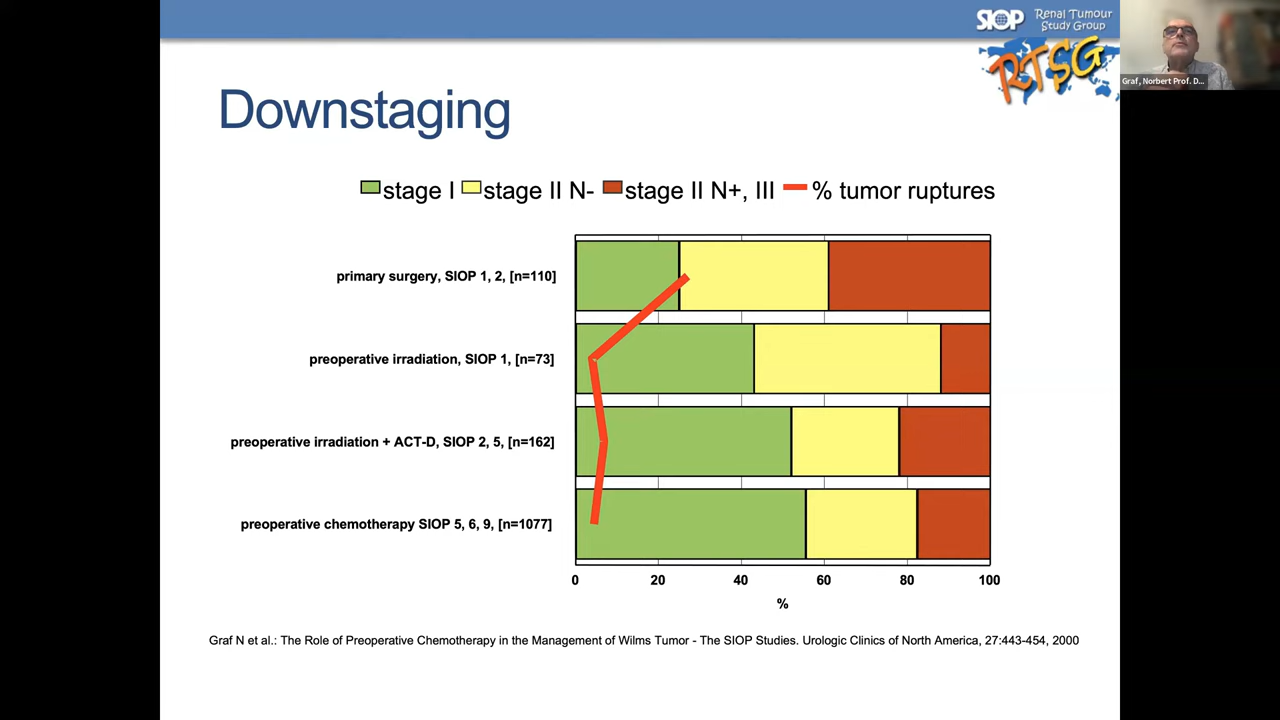 SIOP Renal Tumour
Study Group
RTSG
Graf, Norbert Prof. D...
Downstaging
stage I stage II N- stage II N+, III % tumor ruptures
primary surgery, SIOP 1, 2, [n=110]
preoperative irradiation, SIOP 1, [n=73]
preoperative irradiation + ACT-D, SIOP 2, 5, [n=162]
preoperative chemotherapy SIOP 5, 6, 9, [n=1077]
0 20 40 60 80 100
%
Graf N et al.: The Role of Preoperative Chemotherapy in the Management of Wilms Tumor - The SIOP Studies. Urologic Clinics of North America, 27:443-454, 2000